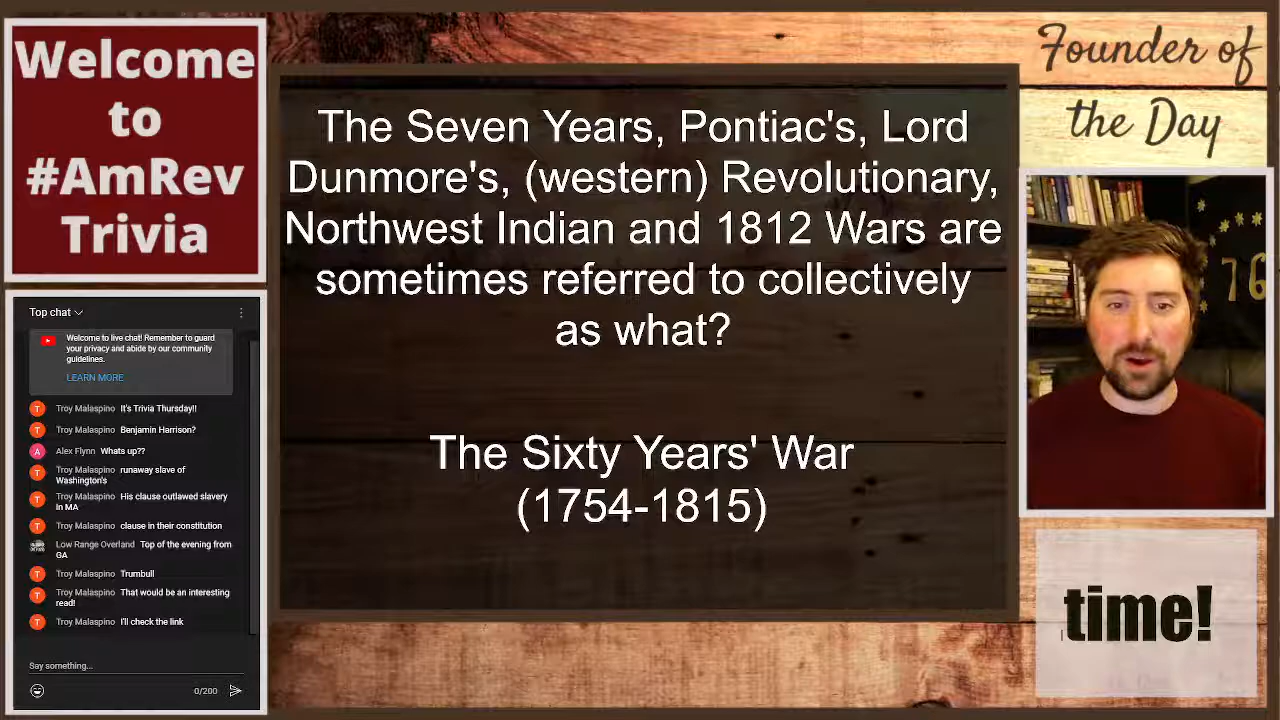 Welcome
to
#AmRev
Trivia
Founder of
the Day
The Seven Years, Pontiac's, Lord
Dunmore's, (western) Revolutionary,
Northwest Indian and 1812 Wars are
sometimes referred to collectively
as what?
The Sixty Years' War
(1754-1815)
Top chat
Welcome to live chat! Remember to guard
your privacy and abide by our community
guidelines.
LEARN MORE
T Troy Malaspino It's Trivia Thursday!!
T Troy Malaspino Benjamin Harrison?
A Alex Flynn Whats up??
T Troy Malaspino runaway slave of
Washington's
T Troy Malaspino His clause outlawed slavery
in MA
T Troy Malaspino clause in their constitution
Low Range Overland Top of the evening from
GA
T Troy Malaspino Trumbull
T Troy Malaspino That would be an interesting
read!
T Troy Malaspino I'll check the link
Say something...
0/200
76
time!